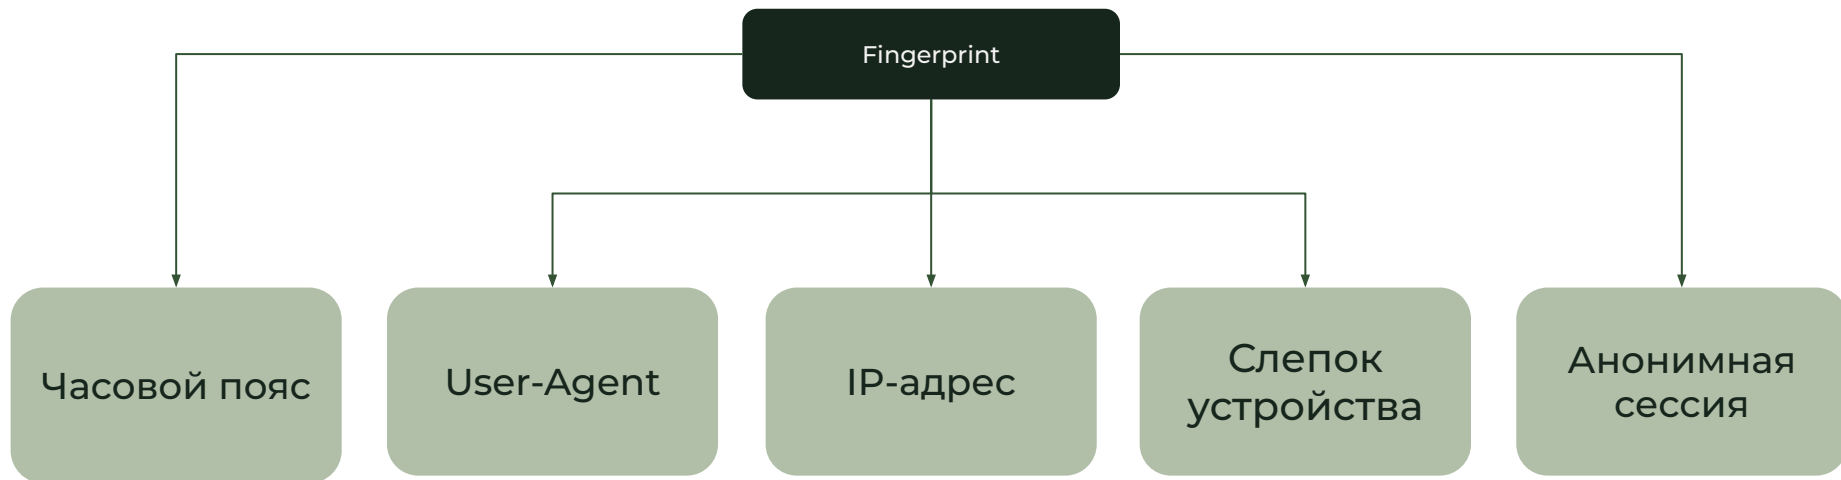 Fingerprint
Часовой пояс
User-Agent
IP-адрес
Слепок
устройства
Анонимная
сессия